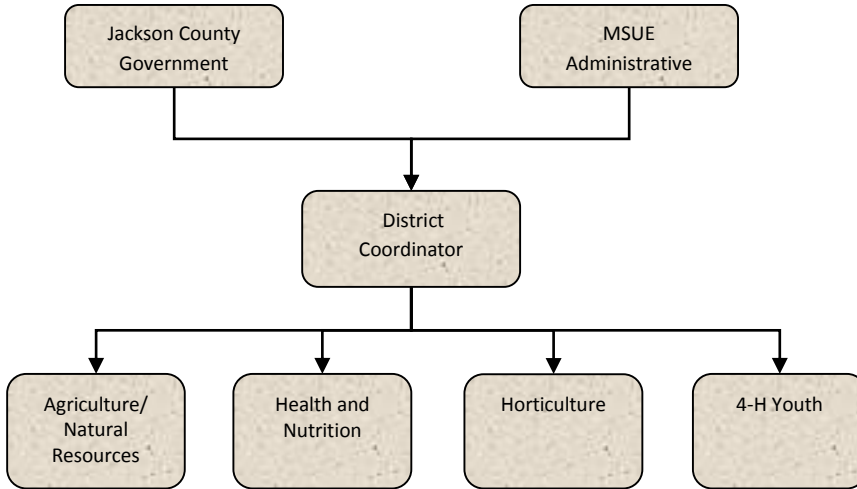 Jackson County
Government
MSUE
Administrative
District
Coordinator
Agriculture/
Natural
Resources
Health and
Nutrition
Horticulture
4-H Youth